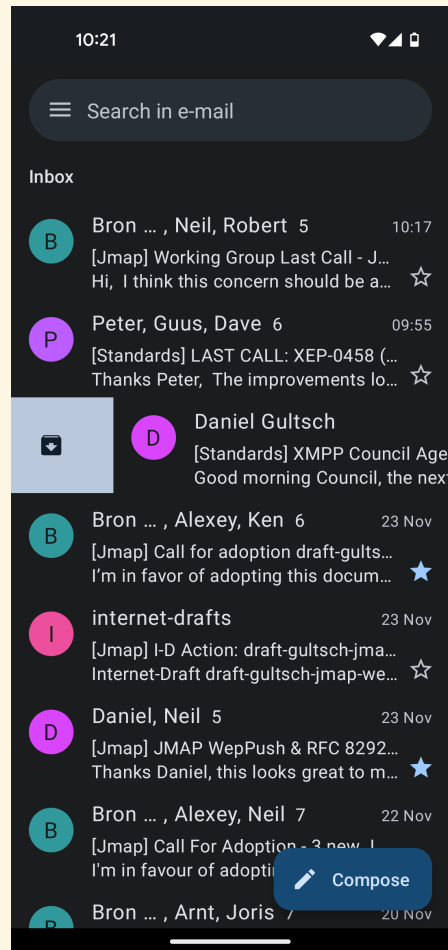 10:21
Search in e-mail
Inbox
Bron … , Neil, Robert 5 10:17
B
[Jmap] Working Group Last Call - J…
Hi, I think this concern should be a…
Peter, Guus, Dave 6 09:55
P
[Standards] LAST CALL: XEP-0458 (…
Thanks Peter, The improvements lo…
Daniel Gultsch
D
[Standards] XMPP Council Age
Good morning Council, the next
Bron … , Alexey, Ken 6 23 Nov
B
[Jmap] Call for adoption draft-gults…
I’m in favor of adopting this docum…
internet-drafts 23 Nov
I
[Jmap] I-D Action: draft-gultsch-jma…
Internet-Draft draft-gultsch-jmap-we…
Daniel, Neil 5 23 Nov
D
[Jmap] JMAP WepPush & RFC 8292…
Thanks Daniel, this looks great to m…
Bron … , Alexey, Neil 7 22 Nov
B
[Jmap] Call For Adoption - 3 new
I'm in favour of adopti
Compose
Bron … , Arnt, Joris 7 20 Nov
B